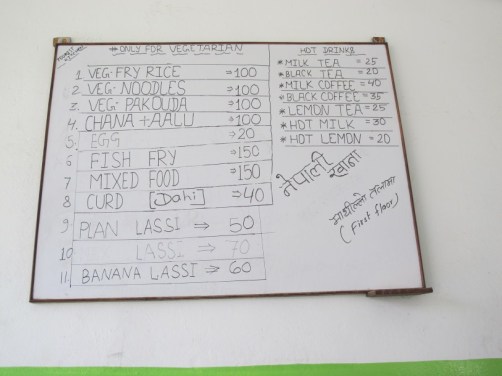 *ONLY FOR VEGETARIAN
1. VEG. FRY RICE ⇒100
2. VEG. NOODLES ⇒100
3. VEG. PAKOUDA ⇒100
4. CHANA + AALU ⇒100
5 EGG ⇒20
6 FISH FRY ⇒150
7 MIXED FOOD ⇒150
8 CURD [Dahi] ⇒40
9 PLAN LASSI ⇒ 50
10 LASSI ⇒ 70
11 BANANA LASSI ⇒ 60
HOT DRINKS
*MILK TEA = 25
*BLACK TEA = 20
*MILK COFFEE = 40
*BLACK COFFEE = 35
*LEMON TEA = 25
*HOT MILK = 30
*HOT LEMON = 20
नेपाली
खाना
माथील्लो तलामा
(First floor)